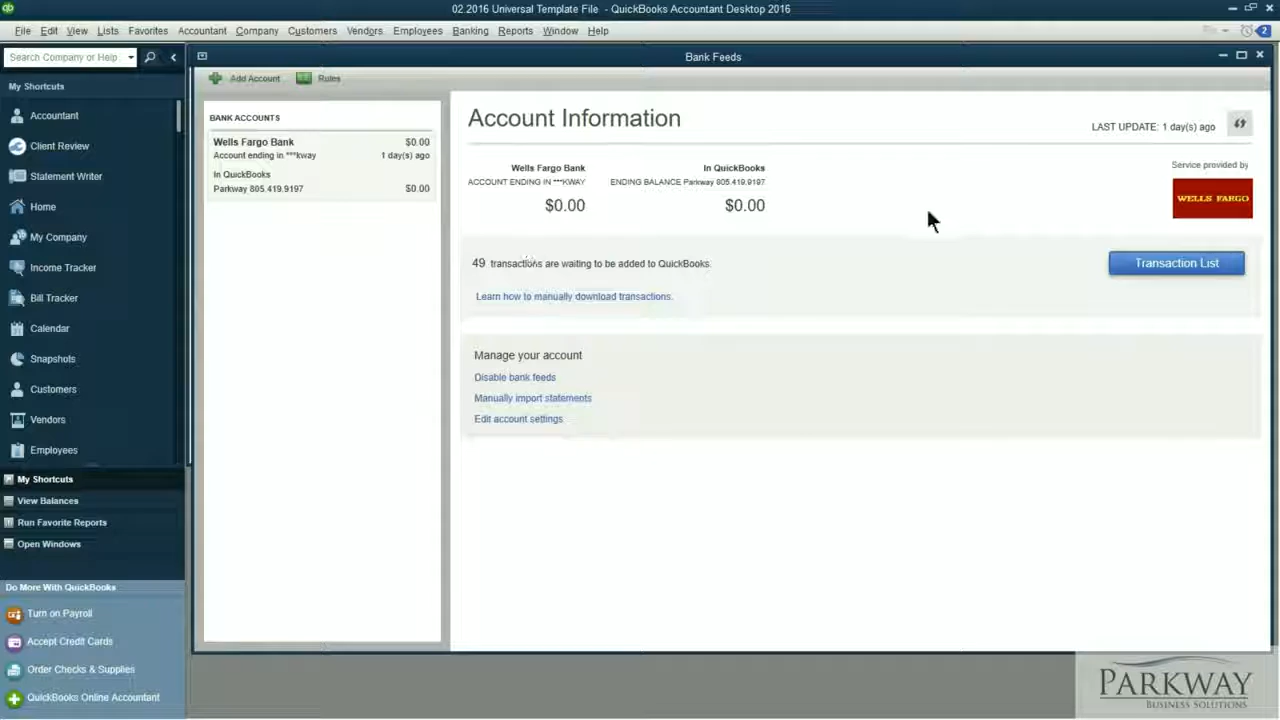 02.2016 Universal Template File - QuickBooks Accountant Desktop 2016
File Edit View Lists Favorites Accountant Company Customers Vendors Employees Banking Reports Window Help
2
Search Company or Help
Bank Feeds
Add Account Rules
My Shortcuts
Accountant
Client Review
Statement Writer
Home
My Company
Income Tracker
Bill Tracker
Calendar
Snapshots
Customers
Vendors
Employees
My Shortcuts
View Balances
Run Favorite Reports
Open Windows
Do More With QuickBooks
Turn on Payroll
Accept Credit Cards
Order Checks & Supplies
QuickBooks Online Accountant
BANK ACCOUNTS
Wells Fargo Bank $0.00
Account ending in ***kway 1 day(s) ago
In QuickBooks
Parkway 805.419.9197 $0.00
Account Information
LAST UPDATE: 1 day(s) ago
Wells Fargo Bank In QuickBooks
ACCOUNT ENDING IN ***KWAY ENDING BALANCE Parkway 805.419.9197
$0.00 $0.00
Service provided by
WELLS FARGO
49 transactions are waiting to be added to QuickBooks.
Transaction List
Learn how to manually download transactions.
Manage your account
Disable bank feeds
Manually import statements
Edit account settings
PARKWAY
BUSINESS SOLUTIONS